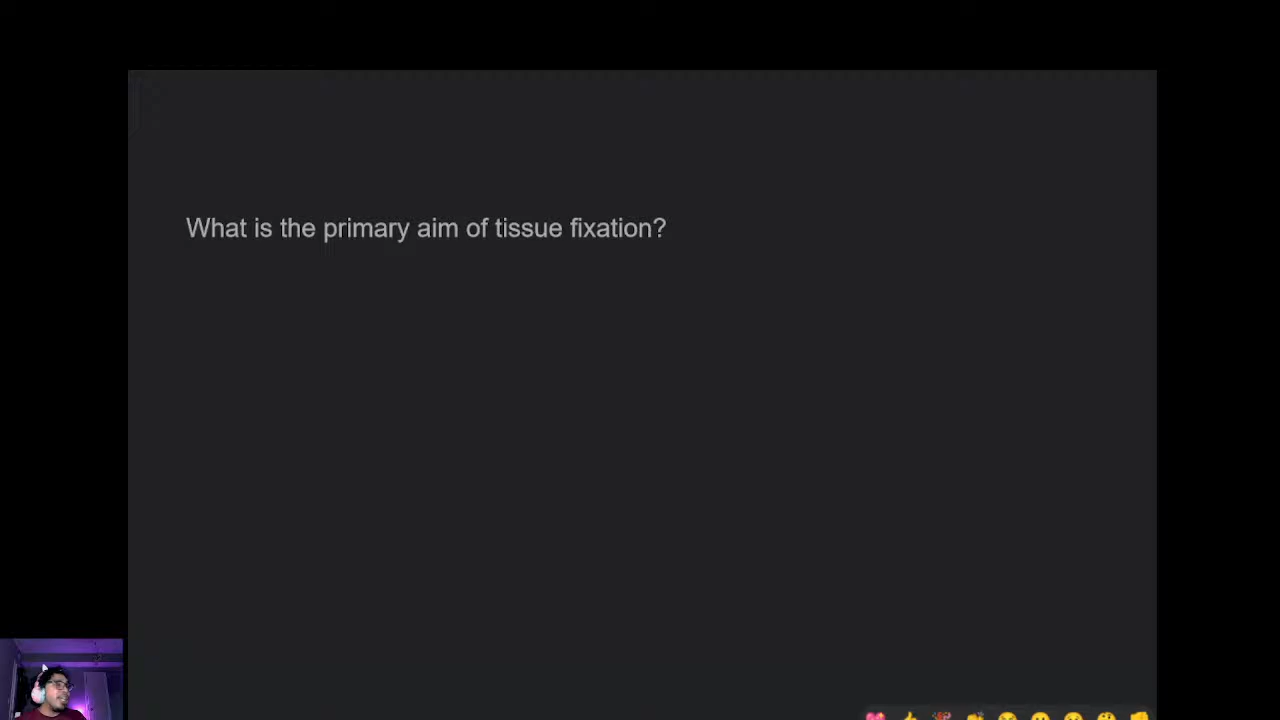 What is the primary aim of tissue fixation?